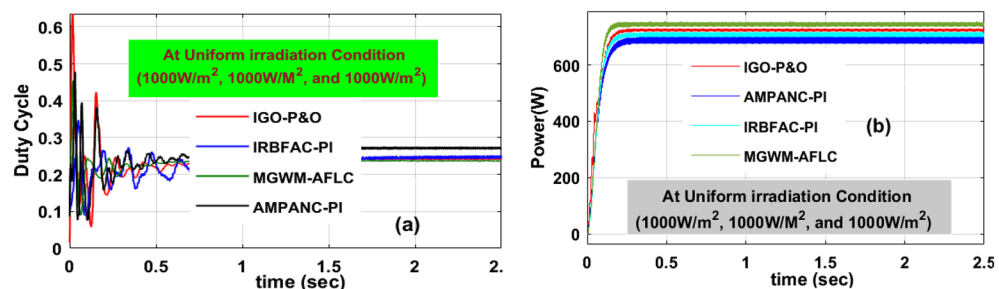 0.6
0.5
0.4
0.3
0.2
0.1
0
Duty Cycle
At Uniform irradiation Condition
(1000W/m², 1000W/M², and 1000W/m²)
IGO-P&O
IRBFAC-PI
MGWM-AFLC
AMPANC-PI
(a)
0 0.5 1 1.5 2 2.
time (sec)
600
400
200
0
Power(W)
IGO-P&O
AMPANC-PI
IRBFAC-PI
MGWM-AFLC
(b)
At Uniform irradiation Condition
(1000W/m², 1000W/M², and 1000W/m²)
0 0.5 1 1.5 2 2.5
time (sec)